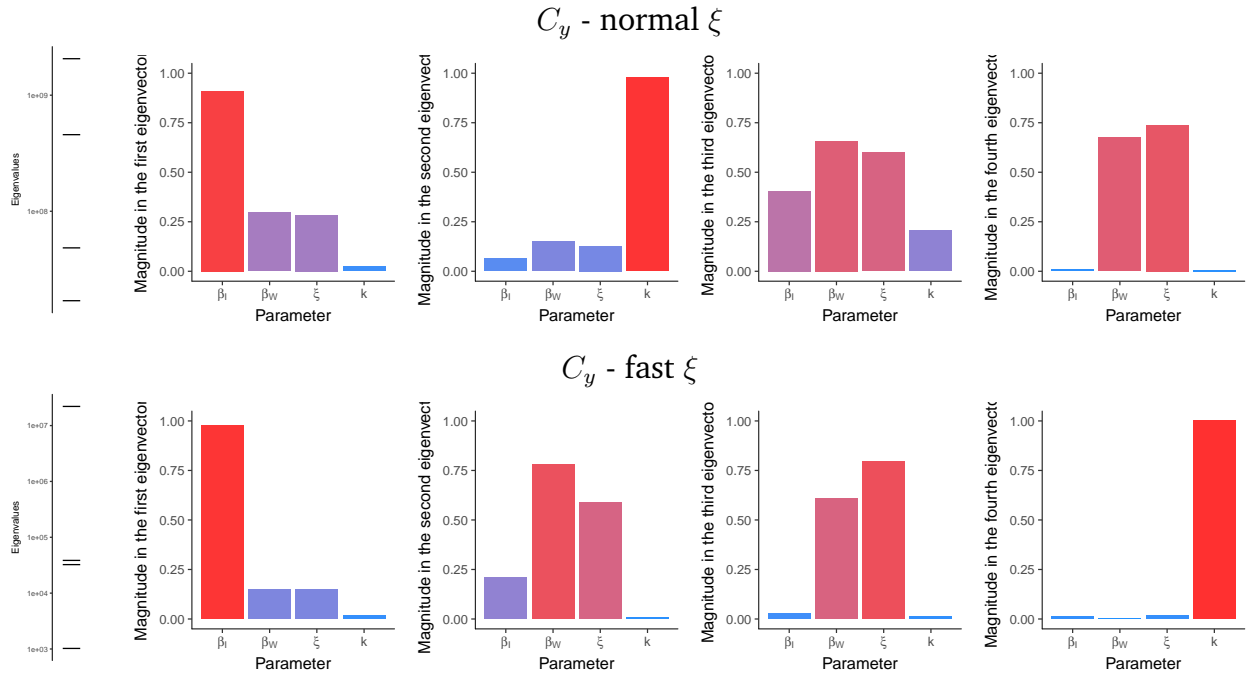 C_y - normal ξ
Eigenvalues
1e+09
1e+08
Magnitude in the first eigenvector
1.00
0.75
0.50
0.25
0.00
β_I β_W ξ k
Parameter
Magnitude in the second eigenvect
1.00
0.75
0.50
0.25
0.00
β_I β_W ξ k
Parameter
Magnitude in the third eigenvecto
1.00
0.75
0.50
0.25
0.00
β_I β_W ξ k
Parameter
Magnitude in the fourth eigenvecto
1.00
0.75
0.50
0.25
0.00
β_I β_W ξ k
Parameter
C_y - fast ξ
Eigenvalues
1e+07
1e+06
1e+05
1e+04
1e+03
Magnitude in the first eigenvector
1.00
0.75
0.50
0.25
0.00
β_I β_W ξ k
Parameter
Magnitude in the second eigenvect
1.00
0.75
0.50
0.25
0.00
β_I β_W ξ k
Parameter
Magnitude in the third eigenvecto
1.00
0.75
0.50
0.25
0.00
β_I β_W ξ k
Parameter
Magnitude in the fourth eigenvecto
1.00
0.75
0.50
0.25
0.00
β_I β_W ξ k
Parameter